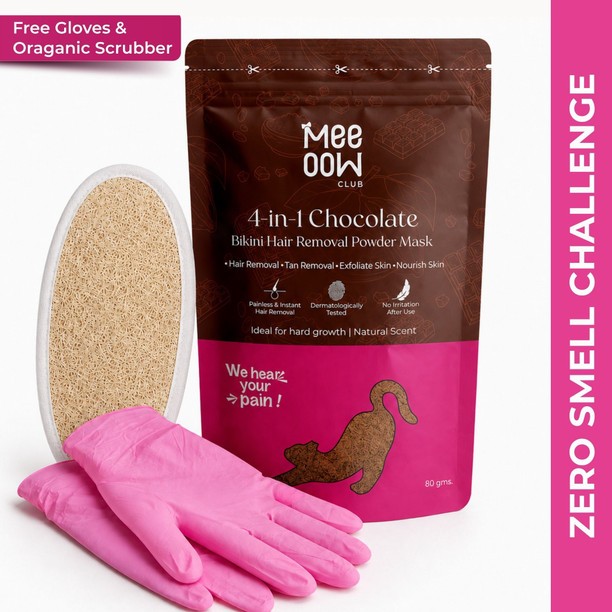 Free Gloves &
Oraganic Scrubber
Mee
OOW
CLUB
4-in-1 Chocolate
Bikini Hair Removal Powder Mask
• Hair Removal • Tan Removal • Exfoliate Skin • Nourish Skin
Painless & Instant
Hair Removal
Dermatologically
Tested
No Irritation
After Use
Ideal for hard growth | Natural Scent
We hear
your
pain !
80 gms.
ZERO SMELL CHALLENGE